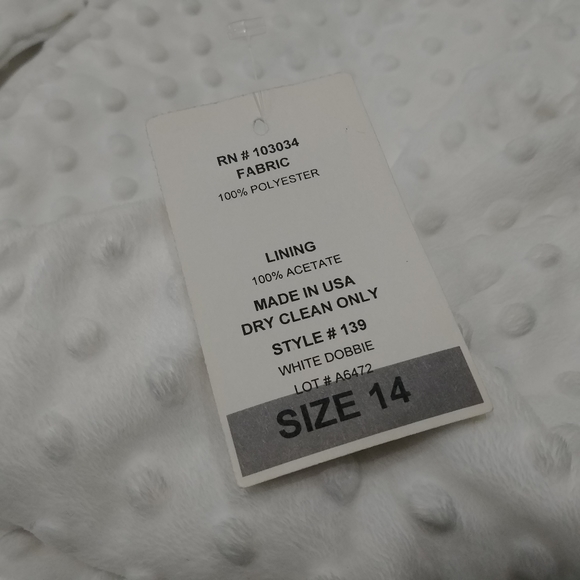 RN # 103034
FABRIC
100% POLYESTER
LINING
100% ACETATE
MADE IN USA
DRY CLEAN ONLY
STYLE # 139
WHITE DOBBIE
LOT # A6472
SIZE 14